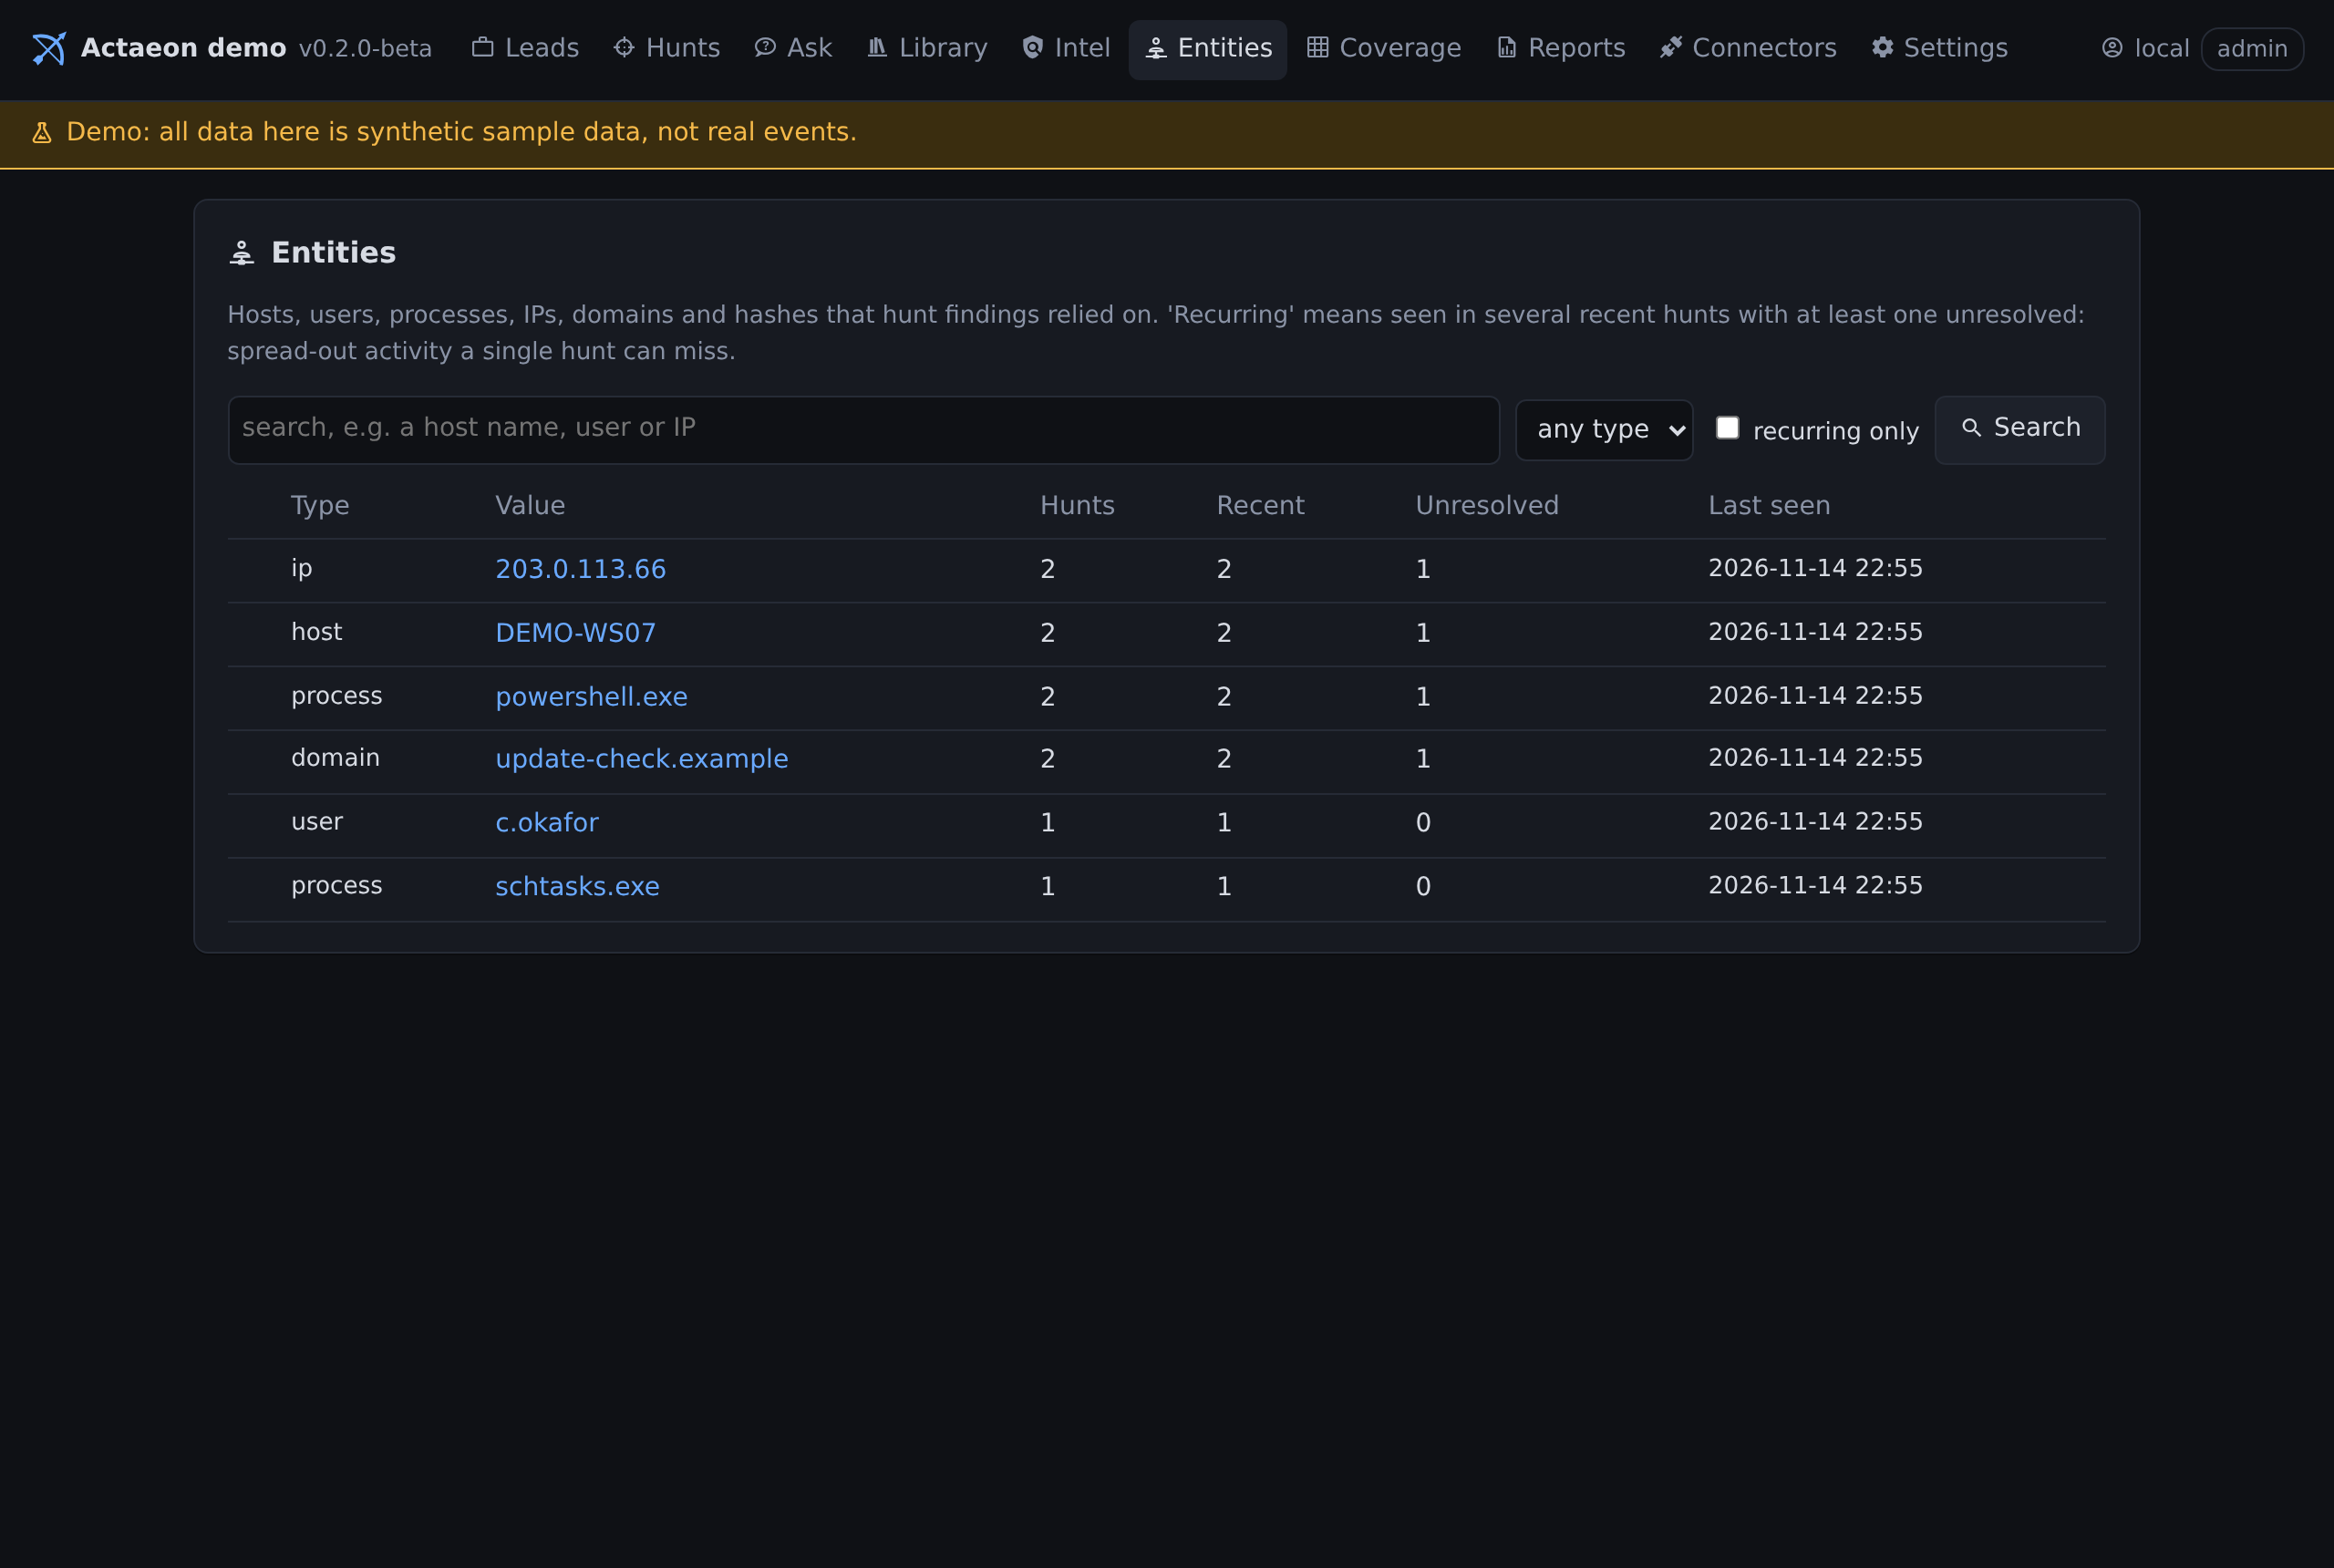 Actaeon demo v0.2.0-beta Leads Hunts Ask Library Intel Entities Coverage Reports Connectors Settings local admin
Demo: all data here is synthetic sample data, not real events.
Entities
Hosts, users, processes, IPs, domains and hashes that hunt findings relied on. 'Recurring' means seen in several recent hunts with at least one unresolved:
spread-out activity a single hunt can miss.
search, e.g. a host name, user or IP any type recurring only Search
Type Value Hunts Recent Unresolved Last seen
ip 203.0.113.66 2 2 1 2026-11-14 22:55
host DEMO-WS07 2 2 1 2026-11-14 22:55
process powershell.exe 2 2 1 2026-11-14 22:55
domain update-check.example 2 2 1 2026-11-14 22:55
user c.okafor 1 1 0 2026-11-14 22:55
process schtasks.exe 1 1 0 2026-11-14 22:55